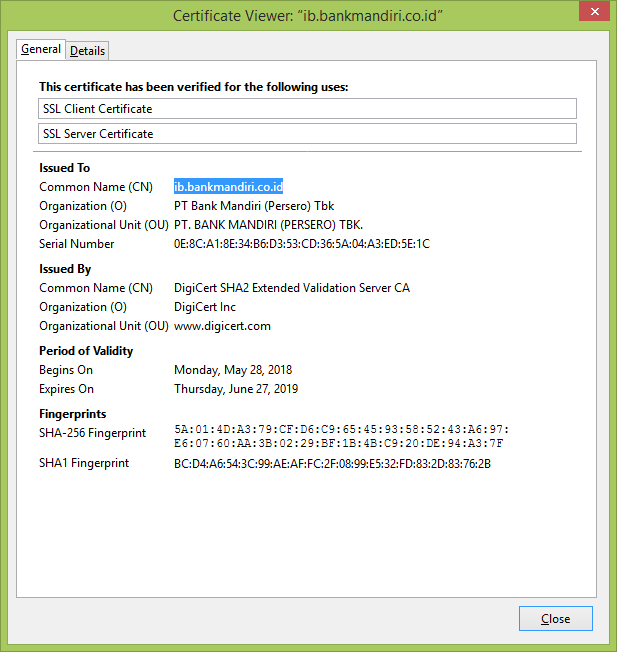 Certificate Viewer: “ib.bankmandiri.co.id”
General Details
This certificate has been verified for the following uses:
SSL Client Certificate
SSL Server Certificate
Issued To
Common Name (CN) ib.bankmandiri.co.id
Organization (O) PT Bank Mandiri (Persero) Tbk
Organizational Unit (OU) PT. BANK MANDIRI (PERSERO) TBK.
Serial Number 0E:8C:A1:8E:34:B6:D3:53:CD:36:5A:04:A3:ED:5E:1C
Issued By
Common Name (CN) DigiCert SHA2 Extended Validation Server CA
Organization (O) DigiCert Inc
Organizational Unit (OU) www.digicert.com
Period of Validity
Begins On Monday, May 28, 2018
Expires On Thursday, June 27, 2019
Fingerprints
SHA-256 Fingerprint 5A:01:4D:A3:79:CF:D6:C9:65:45:93:58:52:43:A6:97:
E6:07:60:AA:3B:02:29:BF:1B:4B:C9:20:DE:94:A3:7F
SHA1 Fingerprint BC:D4:A6:54:3C:99:AE:AF:FC:2F:08:99:E5:32:FD:83:2D:83:76:2B
Close